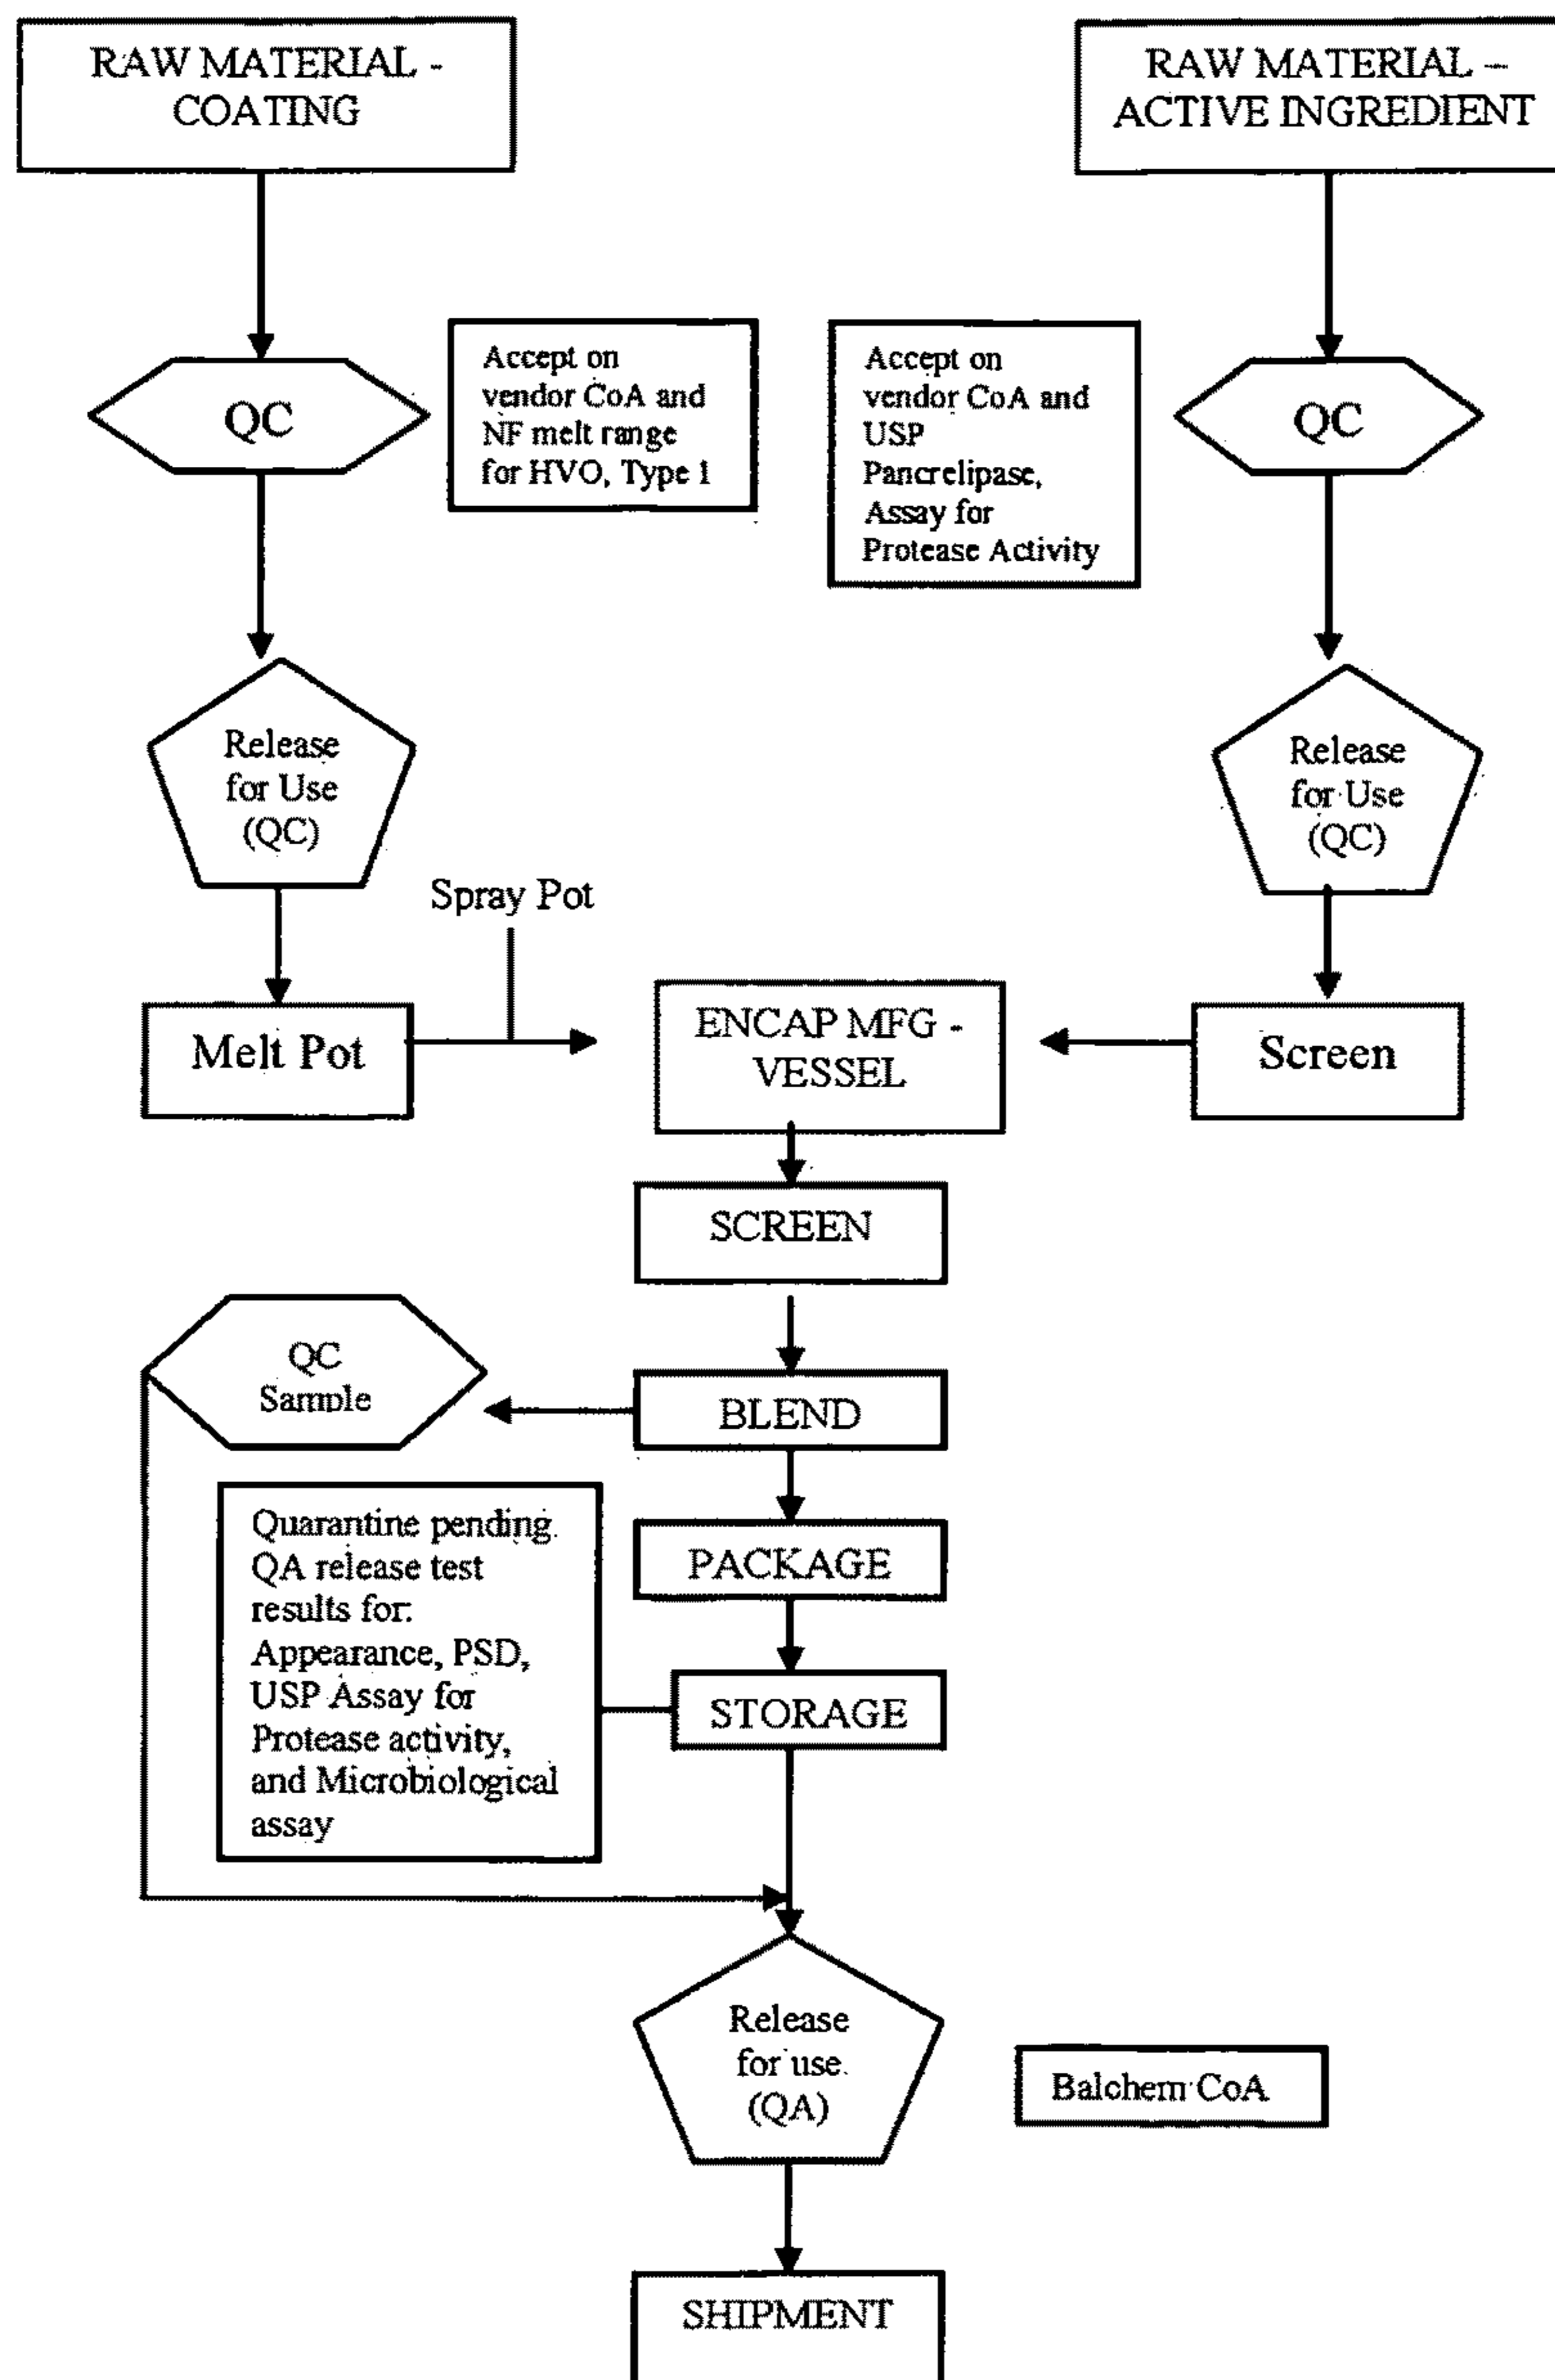 RAW MATERIAL -
COATING
RAW MATERIAL –
ACTIVE INGREDIENT
QC
Accept on
vendor CoA and
NF melt range
for HVO, Type 1
Accept on
vendor CoA and
USP
Pancrelipase,
Assay for
Protease Activity
QC
Release
for Use
(QC)
Release
for Use
(QC)
Spray Pot
Melt Pot
ENCAP MFG -
VESSEL
Screen
SCREEN
QC
Sample
BLEND
Quarantine pending
QA release test
results for:
Appearance, PSD,
USP Assay for
Protease activity,
and Microbiological
assay
PACKAGE
STORAGE
Release
for use
(QA)
Balchem CoA
SHIPMENT